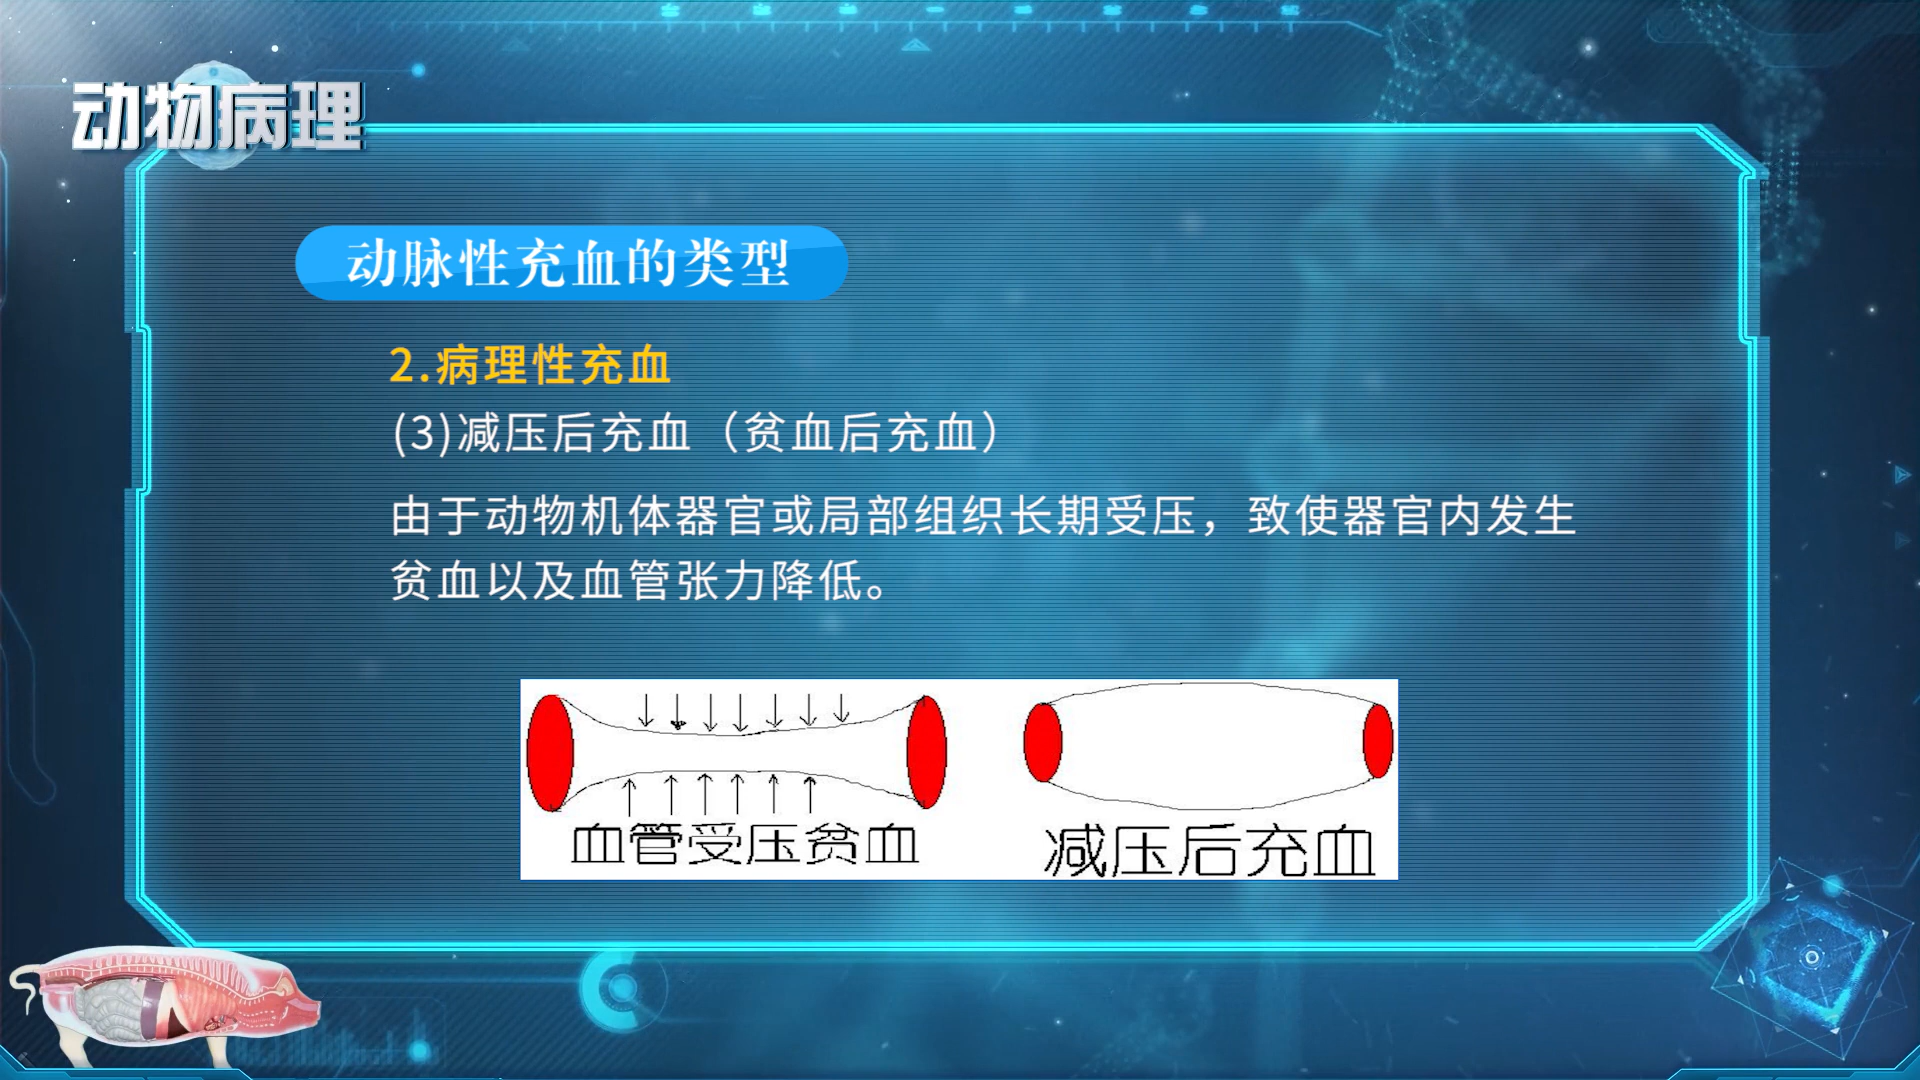 动物病理
动脉性充血的类型
2.病理性充血
(3)减压后充血（贫血后充血）
由于动物机体器官或局部组织长期受压，致使器官内发生
贫血以及血管张力降低。
血管受压贫血
减压后充血